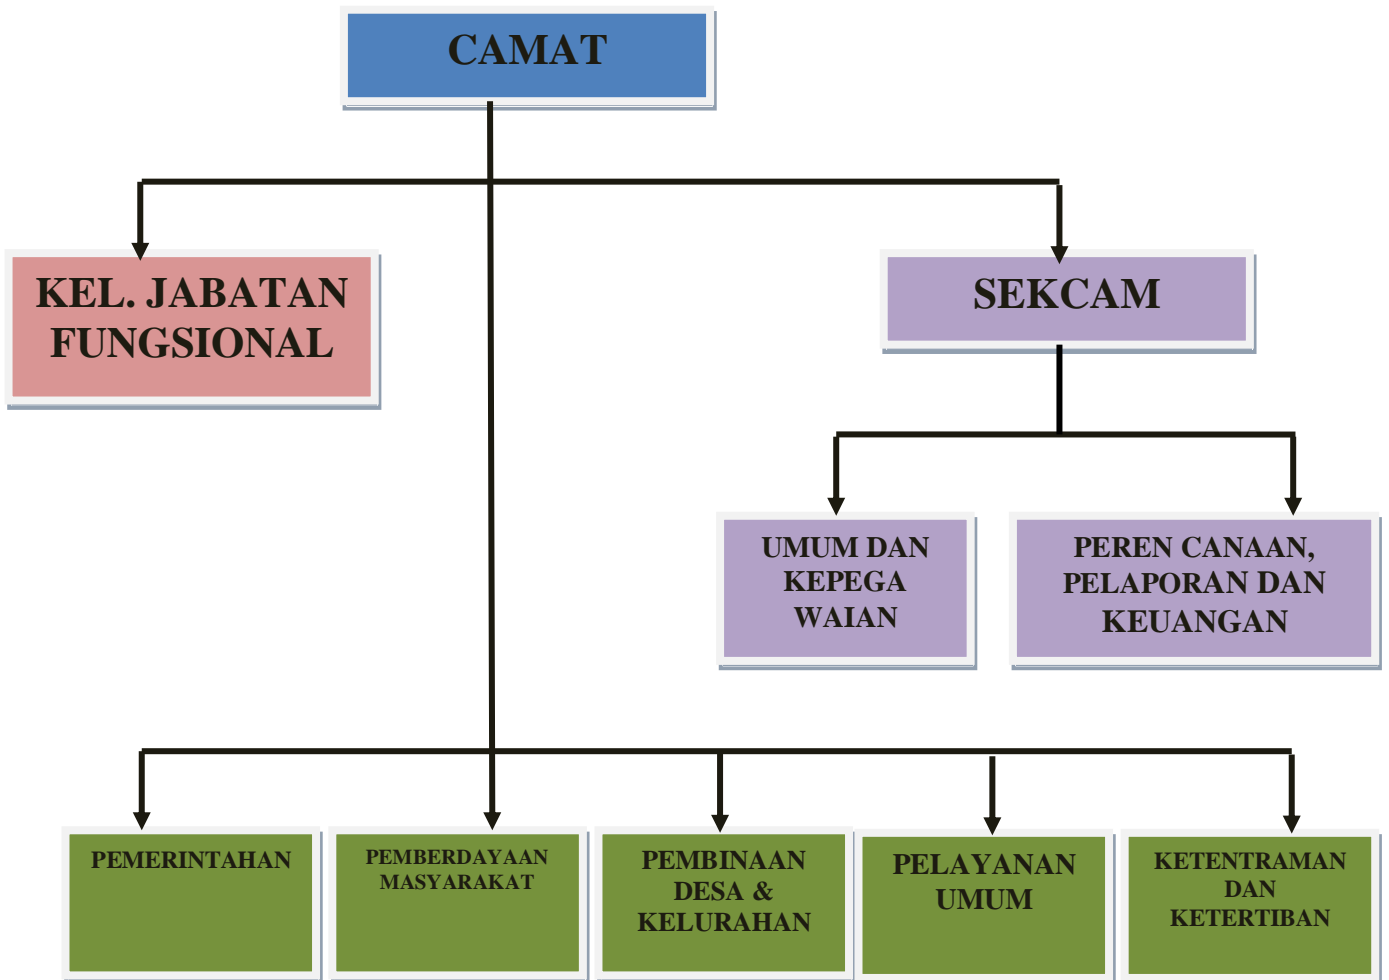 CAMAT
KEL. JABATAN
FUNGSIONAL
SEKCAM
UMUM DAN
KEPEGA
WAIAN
PEREN CANAAN,
PELAPORAN DAN
KEUANGAN
PEMERINTAHAN
PEMBERDAYAAN
MASYARAKAT
PEMBINAAN
DESA &
KELURAHAN
PELAYANAN
UMUM
KETENTRAMAN
DAN
KETERTIBAN